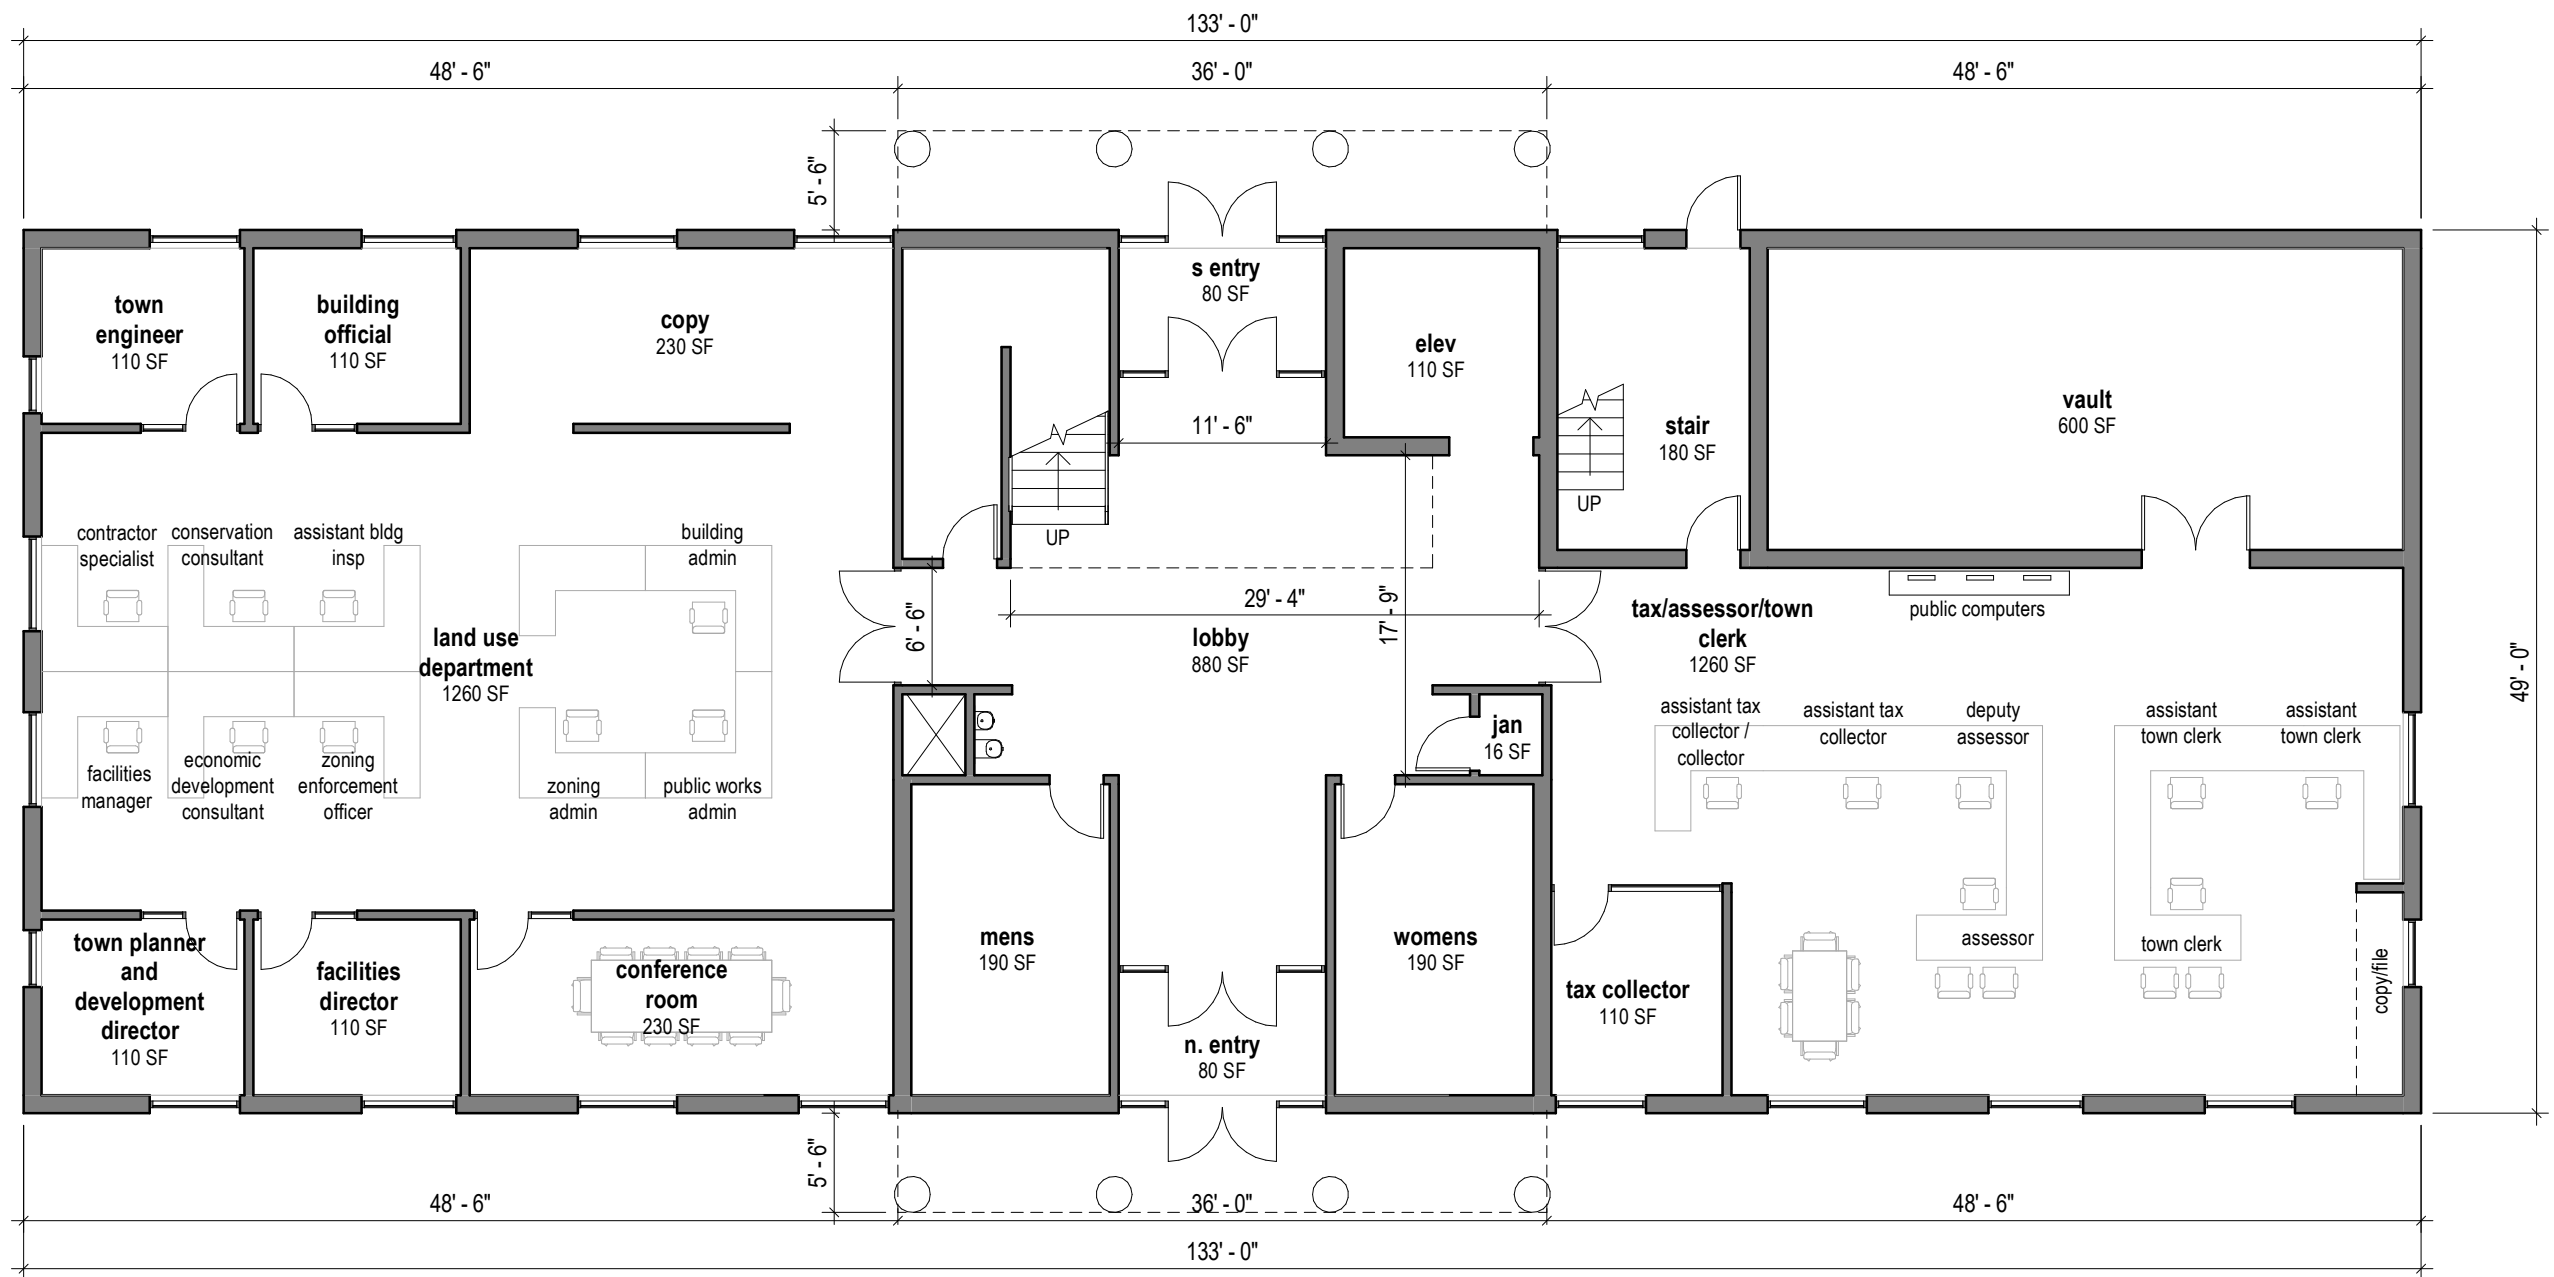 133' - 0"
48' - 6"
36' - 0"
48' - 6"
5' - 6"
s entry
80 SF
town
engineer
110 SF
building
official
110 SF
copy
230 SF
elev
110 SF
11' - 6"
stair
180 SF
vault
600 SF
UP
UP
contractor
specialist
conservation
consultant
assistant bldg
insp
building
admin
land use
department
1260 SF
6' - 6"
29' - 4"
17' - 9"
lobby
880 SF
tax/assessor/town
clerk
1260 SF
public computers
49' - 0"
jan
16 SF
assistant tax
collector /
collector
assistant tax
collector
deputy
assessor
assistant
town clerk
assistant
town clerk
facilities
manager
economic
development
consultant
zoning
enforcement
officer
zoning
admin
public works
admin
town planner
and
development
director
110 SF
facilities
director
110 SF
conference
room
230 SF
mens
190 SF
womens
190 SF
n. entry
80 SF
tax collector
110 SF
assessor
town clerk
copy/file
5' - 6"
48' - 6"
36' - 0"
48' - 6"
133' - 0"